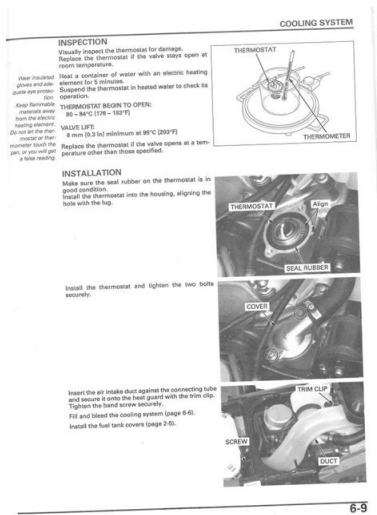 COOLING SYSTEM
INSPECTION
Visually inspect the thermostat for damage.
Replace the thermostat if the valve stays open at
room temperature.
Wear insulated
gloves and ade-
quate eye protec-
tion.
Keep flammable
materials away
from the electric
heating element.
Do not let the ther-
mostat or ther-
mometer touch the
pan, or you will get
a false reading.
Heat a container of water with an electric heating
element for 5 minutes.
Suspend the thermostat in heated water to check its
operation.
THERMOSTAT BEGIN TO OPEN:
80 – 84°C (176 – 183°F)
VALVE LIFT:
8 mm (0.3 in) minimum at 95°C (203°F)
Replace the thermostat if the valve opens at a tem-
perature other than those specified.
THERMOSTAT
THERMOMETER
INSTALLATION
Make sure the seal rubber on the thermostat is in
good condition.
Install the thermostat into the housing, aligning the
hole with the lug.
THERMOSTAT
Align
SEAL RUBBER
Install the thermostat and tighten the two bolts
securely.
COVER
Insert the air intake duct against the connecting tube
and secure it onto the heat guard with the trim clip.
Tighten the band screw securely.
Fill and bleed the cooling system (page 6-6).
Install the fuel tank covers (page 2-5).
TRIM CLIP
SCREW
DUCT
6-9